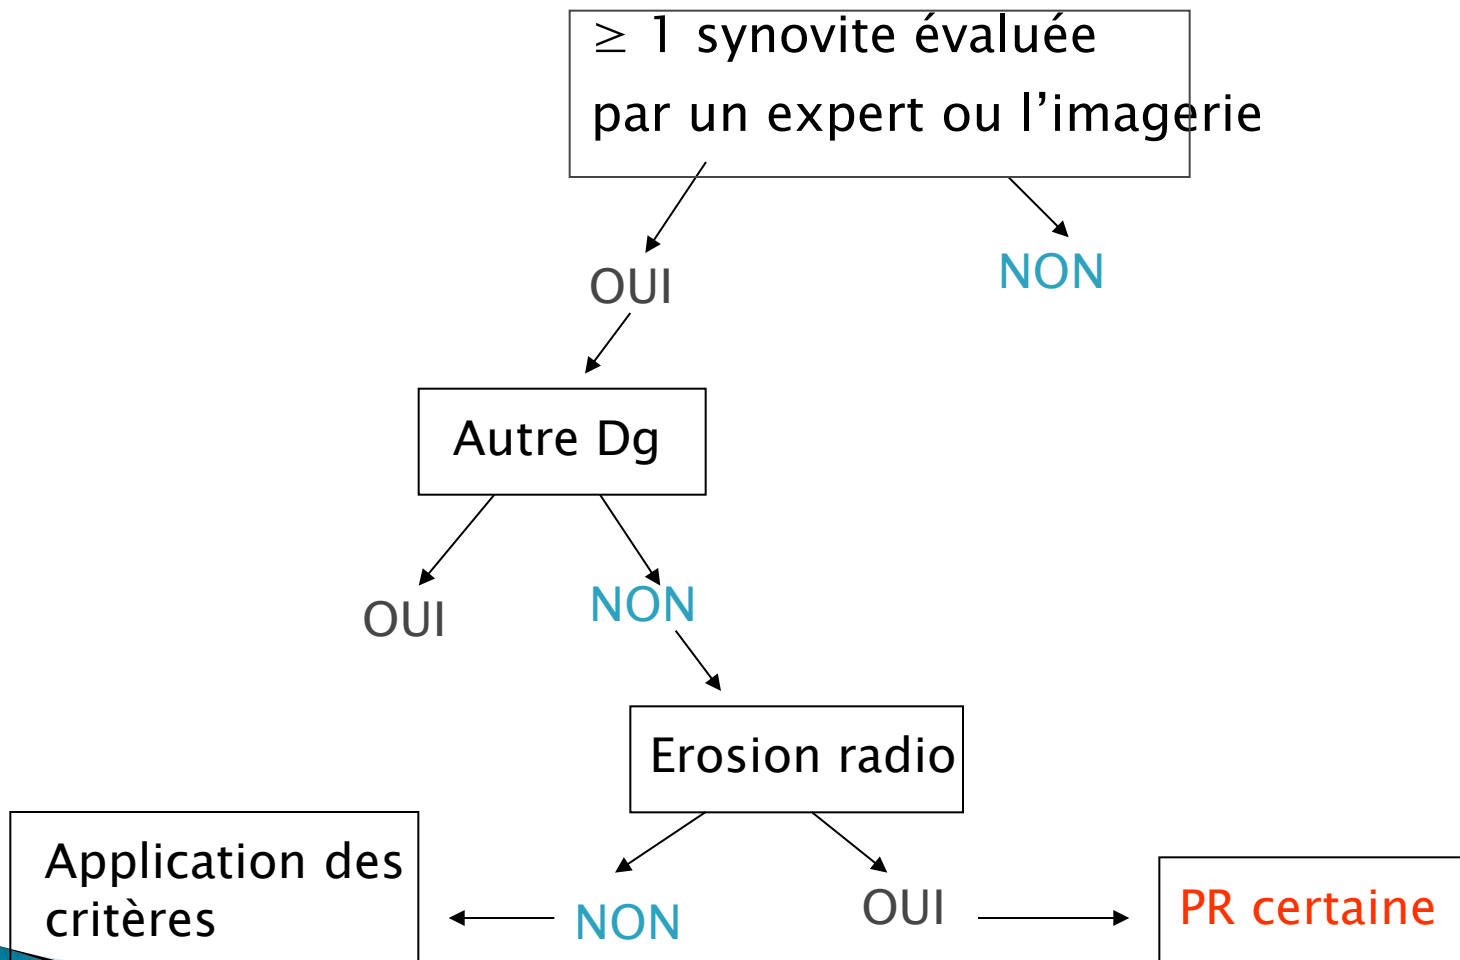 ≥ 1 synovite évaluée
par un expert ou l’imagerie
OUI
NON
Autre Dg
OUI
NON
Erosion radio
Application des
critères
NON
OUI
PR certaine